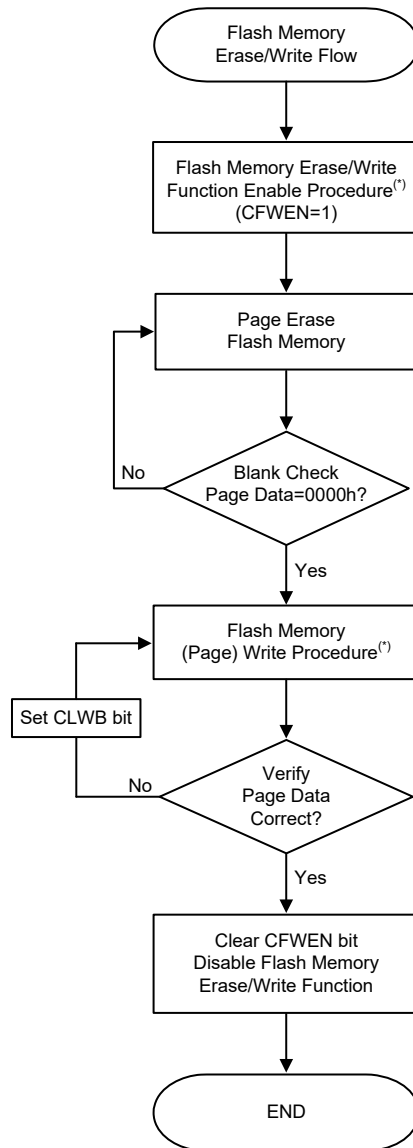 Flash Memory
Erase/Write Flow
Flash Memory Erase/Write
Function Enable Procedure(*)
(CFWEN=1)
Page Erase
Flash Memory
No
Blank Check
Page Data=0000h?
Yes
Flash Memory
(Page) Write Procedure(*)
Set CLWB bit
No
Verify
Page Data
Correct?
Yes
Clear CFWEN bit
Disable Flash Memory
Erase/Write Function
END